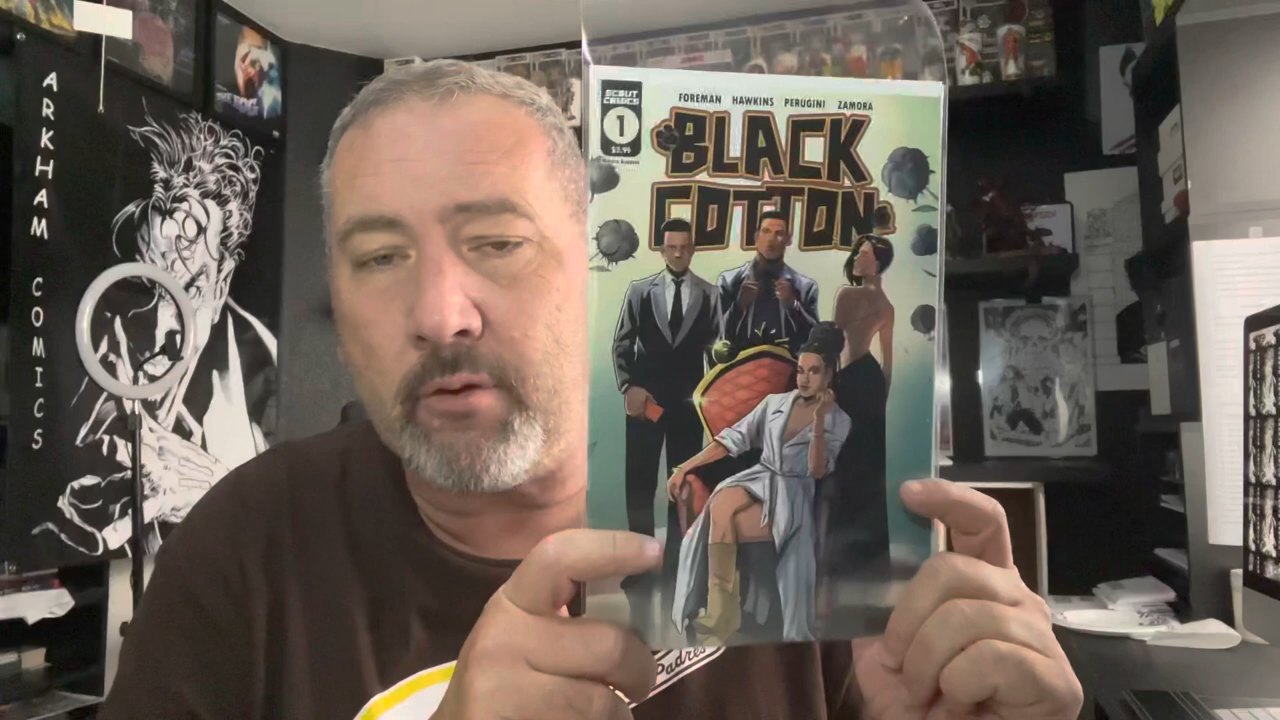 ARKHAM COMICS
SCOUT COMICS
1
$3.99
FOREMAN HAWKINS PERUGINI ZAMORA
BLACK
COTTON
Padres